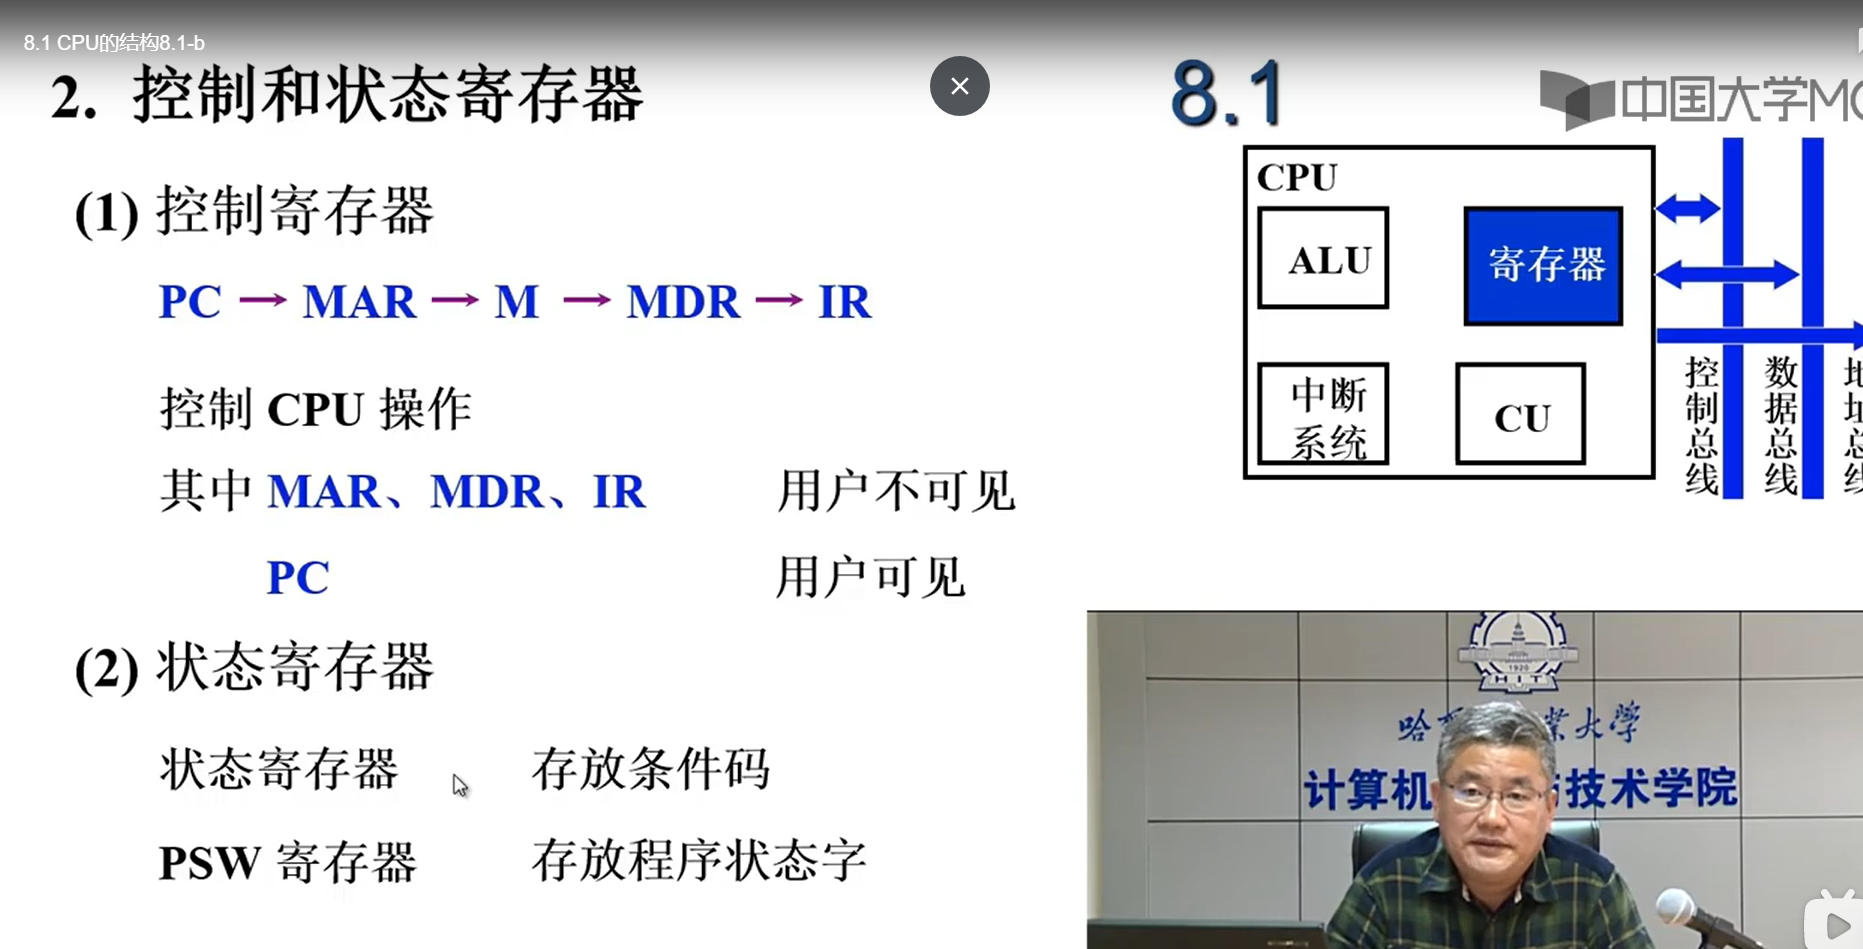 8.1 CPU的结构8.1-b
2. 控制和状态寄存器
8.1
中国大学MO
(1) 控制寄存器
PC → MAR → M → MDR → IR
控制 CPU 操作
其中 MAR、MDR、IR 用户不可见
PC 用户可见
(2) 状态寄存器
状态寄存器 存放条件码
PSW 寄存器 存放程序状态字
CPU
ALU
寄存器
中断
系统
CU
控制总线
数据总线
1920
HIT
哈 业大学
计算机 技术学院